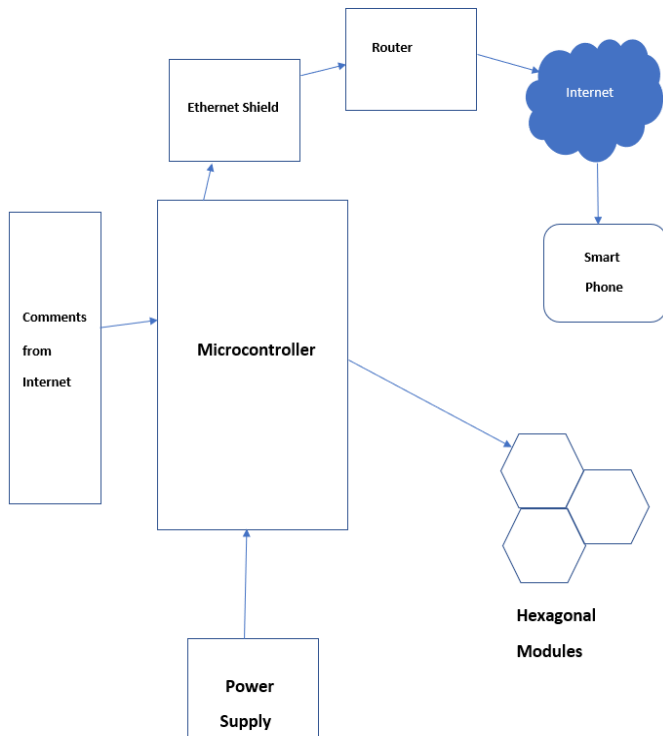 Router
Internet
Ethernet Shield
Smart
Phone
Comments
from
Internet
Microcontroller
Hexagonal
Modules
Power
Supply